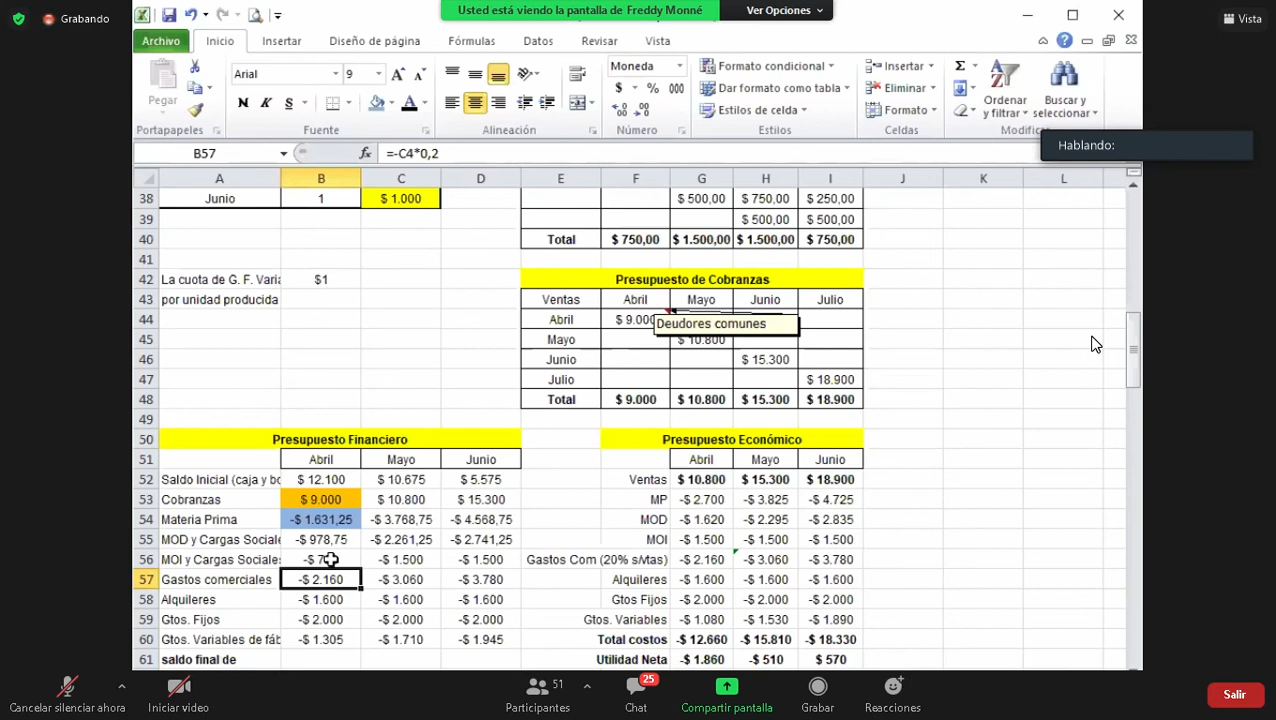 Grabando
Usted está viendo la pantalla de Freddy Monné
Ver Opciones
Vista
Archivo Inicio Insertar Diseño de página Fórmulas Datos Revisar Vista
Pegar
Arial 9
N K S
Moneda
$ % 000
Formato condicional
Dar formato como tabla
Estilos de celda
Insertar
Eliminar
Formato
Σ
Ordenar y filtrar
Buscar y seleccionar
Portapapeles Fuente Alineación Número Estilos Celdas Modific
Hablando:
B57 fx =-C4*0,2
A B C D E F G H I J K L
38 Junio 1 $ 1.000 $ 500,00 $ 750,00 $ 250,00
39 $ 500,00 $ 500,00
40 Total $ 750,00 $ 1.500,00 $ 1.500,00 $ 750,00
41
42 La cuota de G. F. Varia $1 Presupuesto de Cobranzas
43 por unidad producida Ventas Abril Mayo Junio Julio
44 Abril $ 9.000 Deudores comunes
45 Mayo $ 10.800
46 Junio $ 15.300
47 Julio $ 18.900
48 Total $ 9.000 $ 10.800 $ 15.300 $ 18.900
49
50 Presupuesto Financiero Presupuesto Económico
51 Abril Mayo Junio Abril Mayo Junio
52 Saldo Inicial (caja y b $ 12.100 $ 10.675 $ 5.575 Ventas $ 10.800 $ 15.300 $ 18.900
53 Cobranzas $ 9.000 $ 10.800 $ 15.300 MP -$ 2.700 -$ 3.825 -$ 4.725
54 Materia Prima -$ 1.631,25 -$ 3.768,75 -$ 4.568,75 MOD -$ 1.620 -$ 2.295 -$ 2.835
55 MOD y Cargas Sociale -$ 978,75 -$ 2.261,25 -$ 2.741,25 MOI -$ 1.500 -$ 1.500 -$ 1.500
56 MOI y Cargas Sociales -$ 7 -$ 1.500 -$ 1.500 Gastos Com (20% s/vtas) -$ 2.160 -$ 3.060 -$ 3.780
57 Gastos comerciales -$ 2.160 -$ 3.060 -$ 3.780 Alquileres -$ 1.600 -$ 1.600 -$ 1.600
58 Alquileres -$ 1.600 -$ 1.600 -$ 1.600 Gtos Fijos -$ 2.000 -$ 2.000 -$ 2.000
59 Gtos. Fijos -$ 2.000 -$ 2.000 -$ 2.000 Gtos. Variables -$ 1.080 -$ 1.530 -$ 1.890
60 Gtos. Variables de fáb -$ 1.305 -$ 1.710 -$ 1.945 Total costos -$ 12.660 -$ 15.810 -$ 18.330
61 saldo final de Utilidad Neta -$ 1.860 -$ 510 $ 570
25
51
Cancelar silenciar ahora Iniciar video Participantes Chat Compartir pantalla Grabar Reacciones Salir